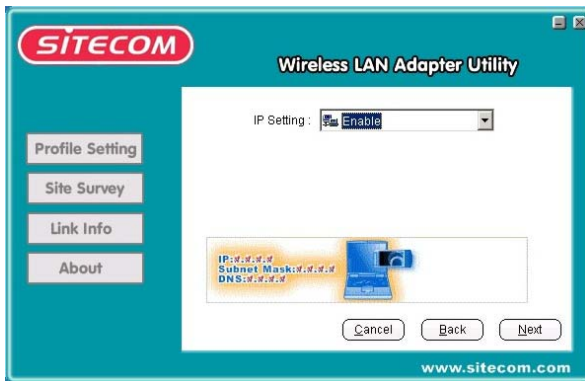 SITECOM
Wireless LAN Adapter Utility
IP Setting : Enable
Profile Setting
Site Survey
Link Info
About
IP:#.#.#.#
Subnet Mask:#.#.#.#
DNS:#.#.#.#
Cancel Back Next
www.sitecom.com